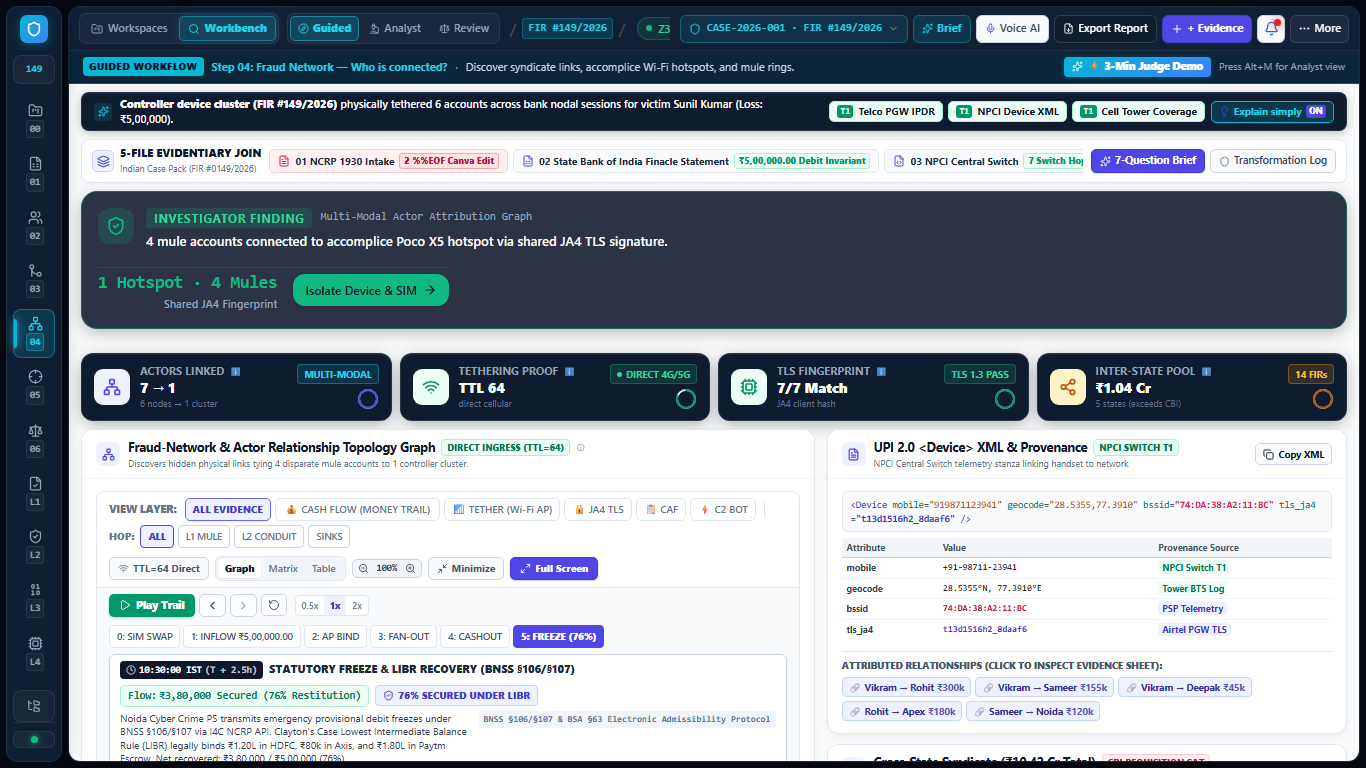 Workspaces Workbench Guided Analyst Review / FIR #149/2026 / Z3 CASE-2026-001 · FIR #149/2026 Brief Voice AI Export Report + Evidence More
149
00
01
02
03
04
05
06
L1
L2
L3
L4
GUIDED WORKFLOW Step 04: Fraud Network — Who is connected? · Discover syndicate links, accomplice Wi-Fi hotspots, and mule rings. 3-Min Judge Demo Press Alt+M for Analyst view
Controller device cluster (FIR #149/2026) physically tethered 6 accounts across bank nodal sessions for victim Sunil Kumar (Loss:
₹5,00,000).
T1 Telco PGW IPDR T1 NPCI Device XML T1 Cell Tower Coverage Explain simply ON
5-FILE EVIDENTIARY JOIN
Indian Case Pack (FIR #0149/2026)
01 NCRP 1930 Intake 2 %%EOF Canva Edit 02 State Bank of India Finacle Statement ₹5,00,000.00 Debit Invariant 03 NPCI Central Switch 7 Switch Hop 7-Question Brief Transformation Log
INVESTIGATOR FINDING Multi-Modal Actor Attribution Graph
4 mule accounts connected to accomplice Poco X5 hotspot via shared JA4 TLS signature.
1 Hotspot · 4 Mules
Shared JA4 Fingerprint
Isolate Device & SIM →
ACTORS LINKED MULTI-MODAL
7 → 1
6 nodes → 1 cluster
TETHERING PROOF DIRECT 4G/5G
TTL 64
direct cellular
TLS FINGERPRINT TLS 1.3 PASS
7/7 Match
JA4 client hash
INTER-STATE POOL 14 FIRs
₹1.04 Cr
5 states (exceeds CBI)
Fraud-Network & Actor Relationship Topology Graph DIRECT INGRESS (TTL=64)
Discovers hidden physical links tying 4 disparate mule accounts to 1 controller cluster.
VIEW LAYER: ALL EVIDENCE CASH FLOW (MONEY TRAIL) TETHER (Wi-Fi AP) JA4 TLS CAF C2 BOT
HOP: ALL L1 MULE L2 CONDUIT SINKS
TTL=64 Direct Graph Matrix Table 100% Minimize Full Screen
Play Trail 0.5x 1x 2x
0: SIM SWAP 1: INFLOW ₹5,00,000.00 2: AP BIND 3: FAN-OUT 4: CASHOUT 5: FREEZE (76%)
10:30:00 IST (T + 2.5h) STATUTORY FREEZE & LIBR RECOVERY (BNSS §106/§107)
Flow: ₹3,80,000 Secured (76% Restitution) 76% SECURED UNDER LIBR
Noida Cyber Crime PS transmits emergency provisional debit freezes under
BNSS §106/§107 via I4C NCRP API. Clayton's Case Lowest Intermediate Balance
Rule (LIBR) legally binds ₹1.20L in HDFC, ₹80k in Axis, and ₹1.80L in Paytm
Escrow. Net recovered: ₹3,80,000 / ₹5,00,000 (76%)
BNSS §106/§107 & BSA §63 Electronic Admissibility Protocol
UPI 2.0 <Device> XML & Provenance NPCI SWITCH T1
NPCI Central Switch telemetry stanza linking handset to network
Copy XML
<Device mobile="919871123941" geocode="28.5355,77.3910" bssid="74:DA:38:A2:11:BC" tls_ja4
="t13d1516h2_8daaf6" />
Attribute Value Provenance Source
mobile +91-98711-23941 NPCI Switch T1
geocode 28.5355°N, 77.3910°E Tower BTS Log
bssid 74:DA:38:A2:11:BC PSP Telemetry
tls_ja4 t13d1516h2_8daaf6 Airtel PGW TLS
ATTRIBUTED RELATIONSHIPS (CLICK TO INSPECT EVIDENCE SHEET):
Vikram → Rohit ₹300k Vikram → Sameer ₹155k Vikram → Deepak ₹45k
Rohit → Apex ₹180k Sameer → Noida ₹120k